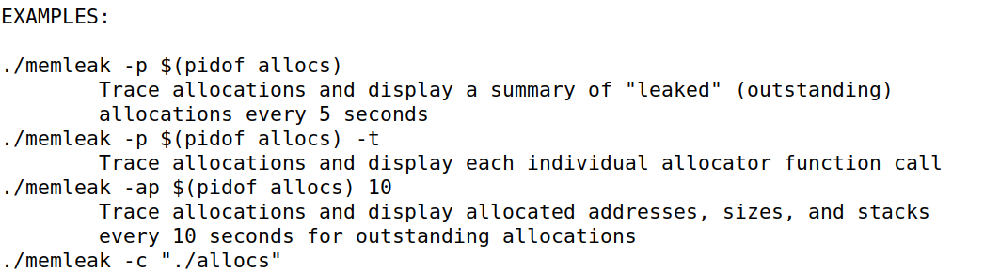 EXAMPLES:
./memleak -p $(pidof allocs)
Trace allocations and display a summary of "leaked" (outstanding)
allocations every 5 seconds
./memleak -p $(pidof allocs) -t
Trace allocations and display each individual allocator function call
./memleak -ap $(pidof allocs) 10
Trace allocations and display allocated addresses, sizes, and stacks
every 10 seconds for outstanding allocations
./memleak -c "./allocs"